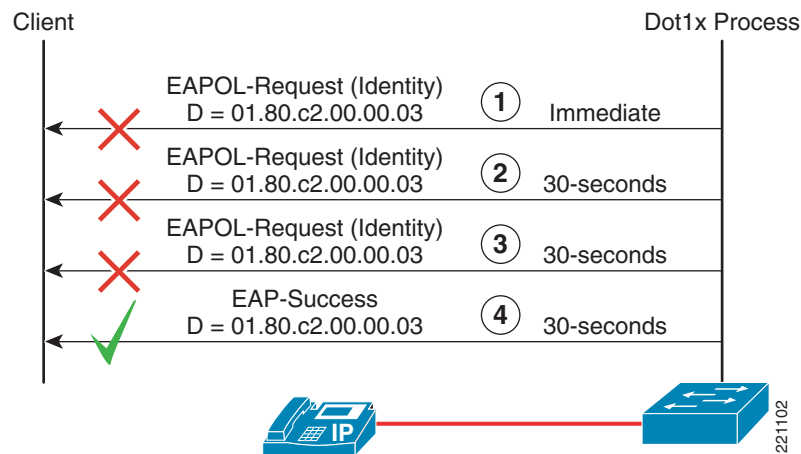 Client
Dot1x Process
EAPOL-Request (Identity)
D = 01.80.c2.00.00.03
1
Immediate
EAPOL-Request (Identity)
D = 01.80.c2.00.00.03
2
30-seconds
EAPOL-Request (Identity)
D = 01.80.c2.00.00.03
3
30-seconds
EAP-Success
D = 01.80.c2.00.00.03
4
30-seconds
IP
221102